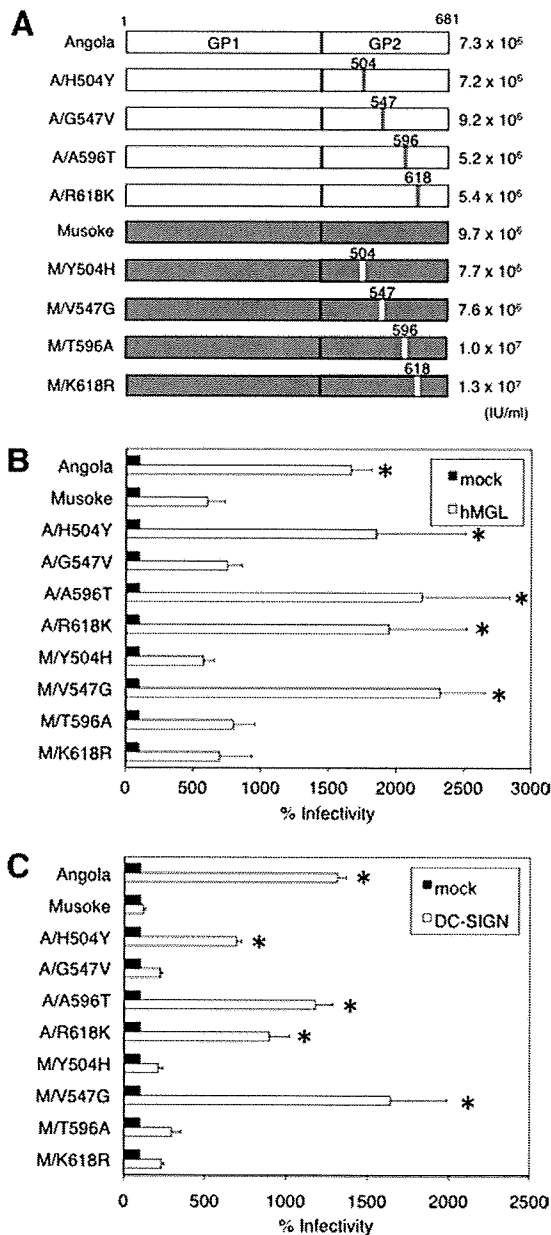 A
1 681
Angola GP1 GP2 7.3 x 10⁶
504
A/H504Y 7.2 x 10⁶
547
A/G547V 9.2 x 10⁶
596
A/A596T 5.2 x 10⁶
618
A/R618K 5.4 x 10⁶
Musoke 9.7 x 10⁶
504
M/Y504H 7.7 x 10⁶
547
M/V547G 7.6 x 10⁶
596
M/T596A 1.0 x 10⁷
618
M/K618R 1.3 x 10⁷
(IU/ml)
B
Angola *
mock
hMGL
Musoke
A/H504Y *
A/G547V
A/A596T *
A/R618K *
M/Y504H
M/V547G *
M/T596A
M/K618R
0 500 1000 1500 2000 2500 3000
% Infectivity
C
Angola *
mock
DC-SIGN
Musoke
A/H504Y *
A/G547V
A/A596T *
A/R618K *
M/Y504H
M/V547G *
M/T596A
M/K618R
0 500 1000 1500 2000 2500
% Infectivity